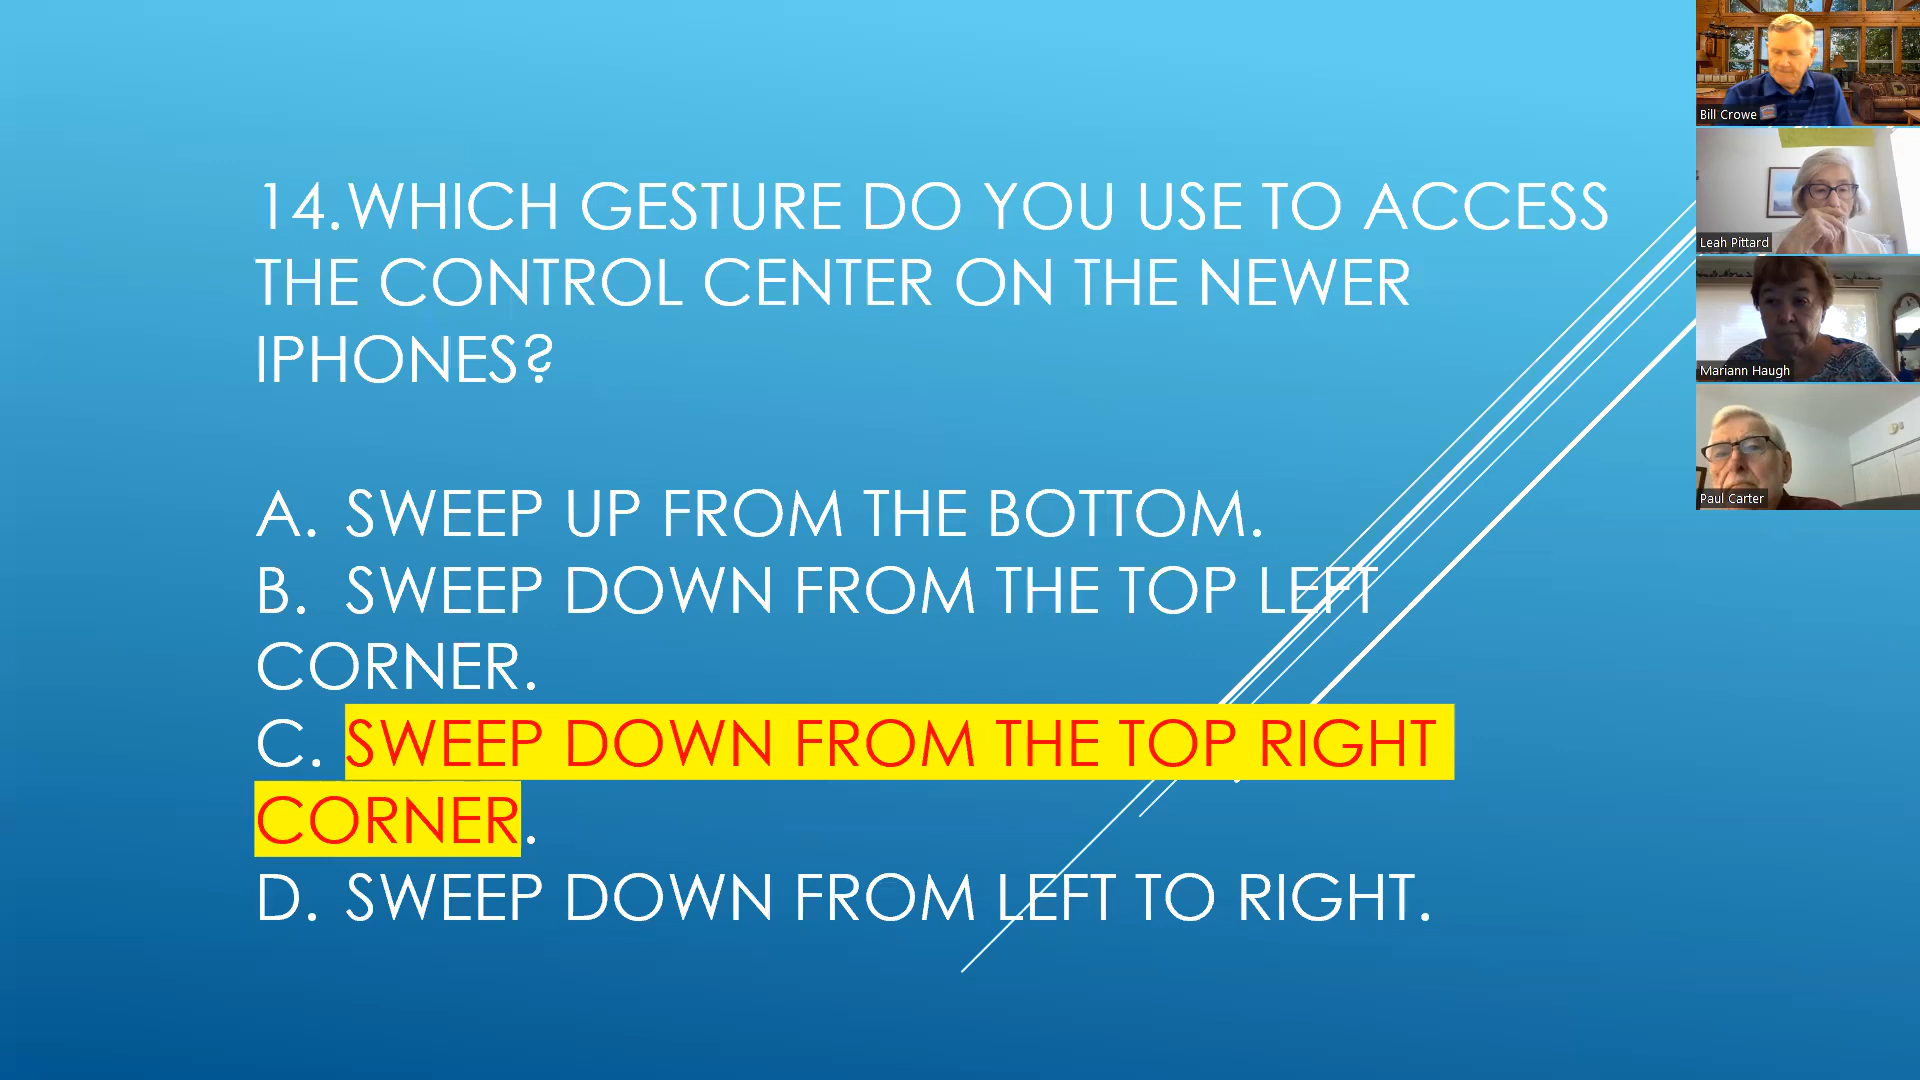 14.WHICH GESTURE DO YOU USE TO ACCESS
THE CONTROL CENTER ON THE NEWER
IPHONES?
A. SWEEP UP FROM THE BOTTOM.
B. SWEEP DOWN FROM THE TOP LEFT
CORNER.
C. SWEEP DOWN FROM THE TOP RIGHT
CORNER.
D. SWEEP DOWN FROM LEFT TO RIGHT.
Bill Crowe
Leah Pittard
Mariann Haugh
Paul Carter